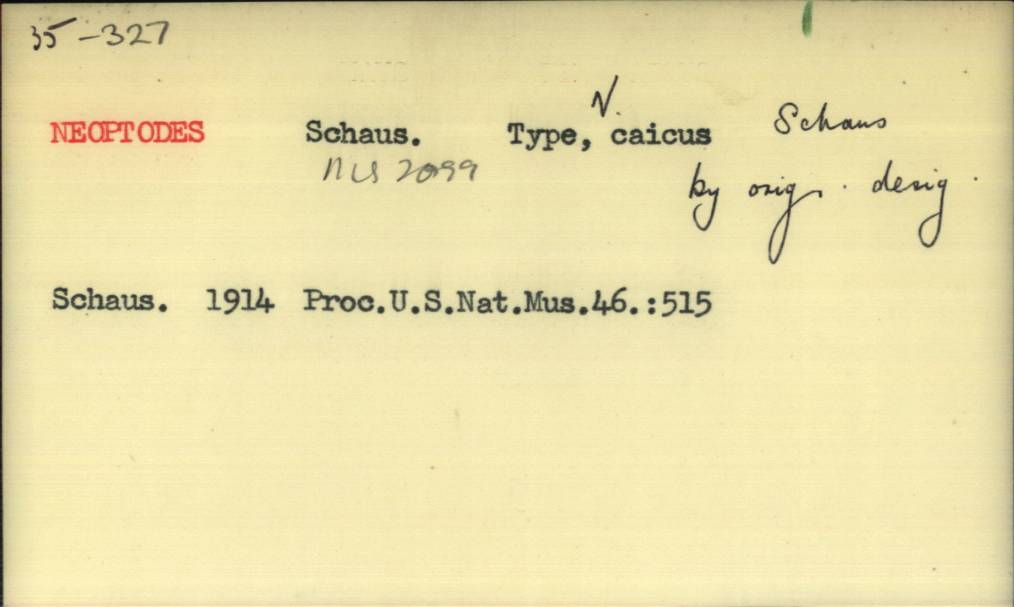 35-327
NEOPTODES Schaus. Type, N. caicus Schaus
by orig. desig.
Schaus. 1914 Proc.U.S.Nat.Mus.46.:515